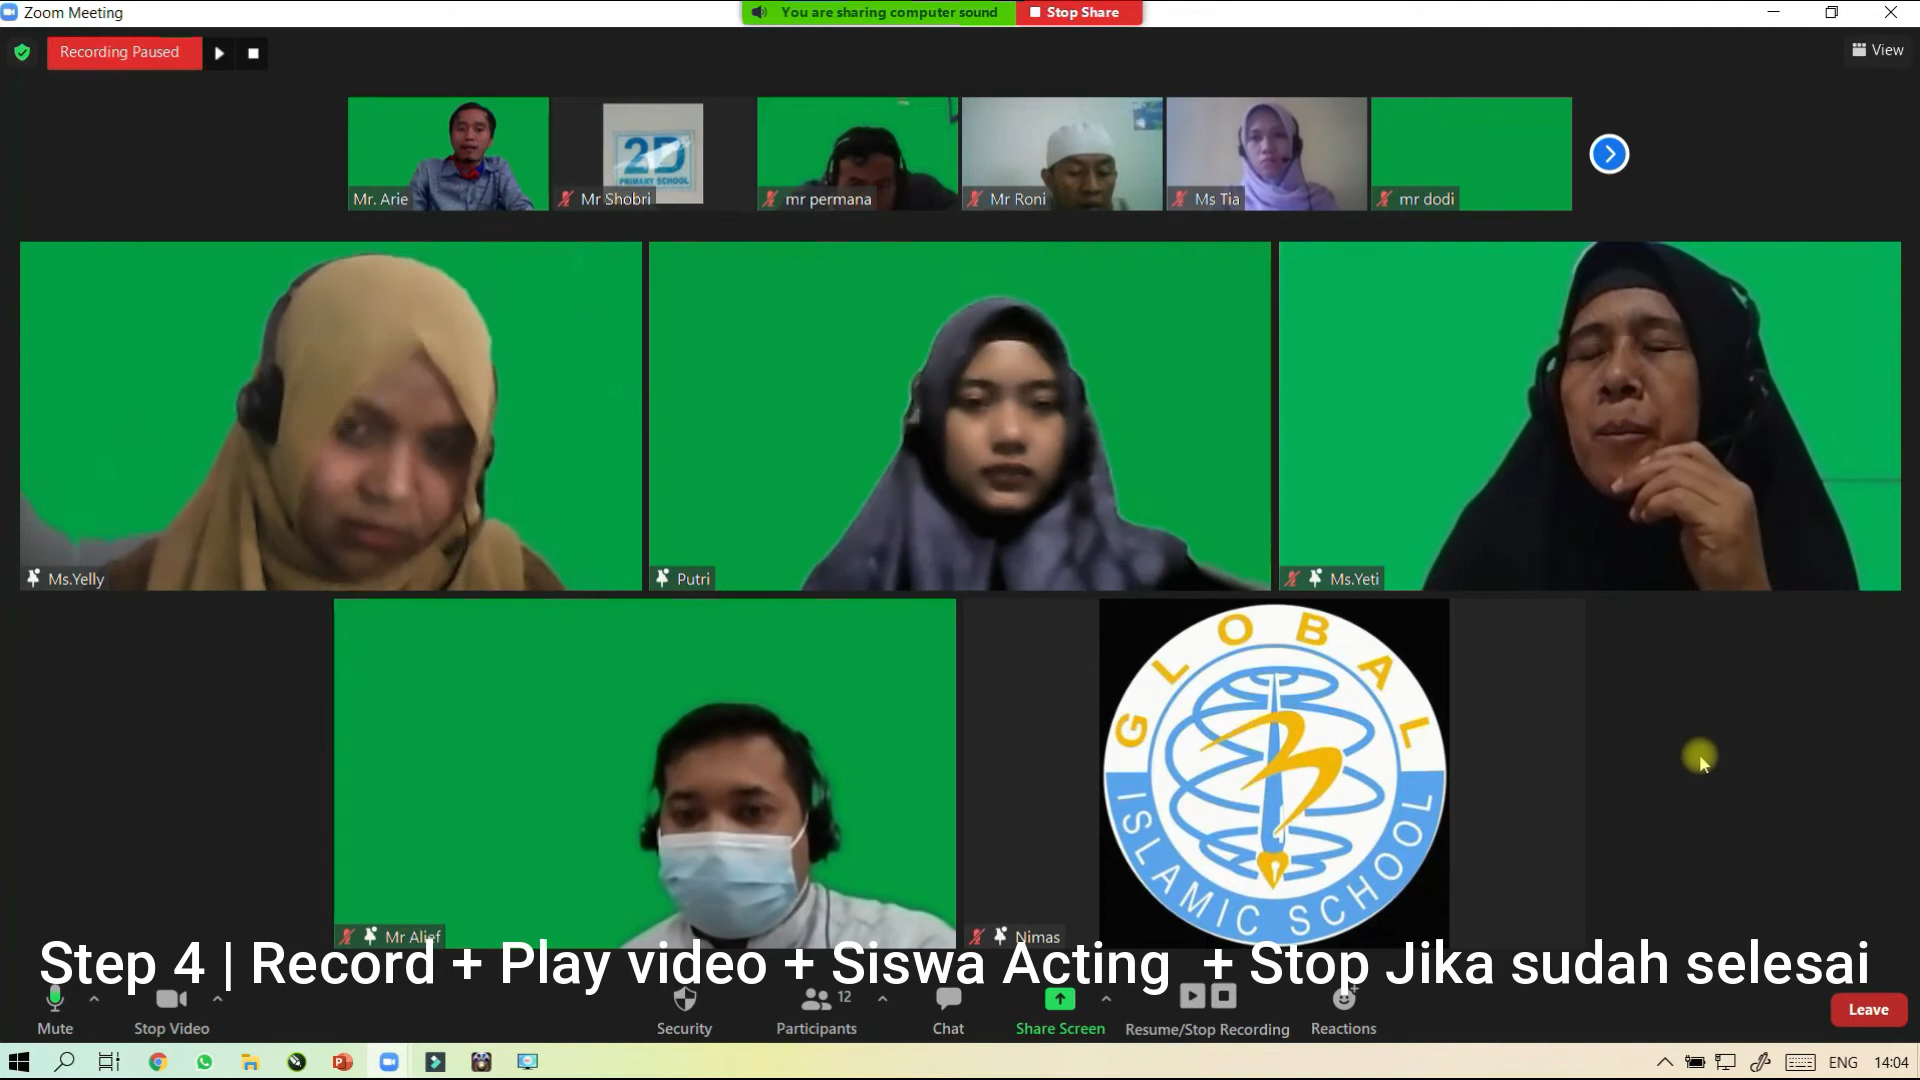 Zoom Meeting
You are sharing computer sound
Stop Share
Recording Paused
View
Mr. Arie
2D
PRIMARY SCHOOL
Mr Shobri
mr permana
Mr Roni
Ms Tia
mr dodi
Ms.Yelly
Putri
Ms.Yeti
GLOBAL
3
ISLAMIC SCHOOL
Mr Alief
Nimas
Step 4 | Record + Play video + Siswa Acting + Stop Jika sudah selesai
12
Mute
Stop Video
Security
Participants
Chat
Share Screen
Resume/Stop Recording
Reactions
Leave
ENG
14:04